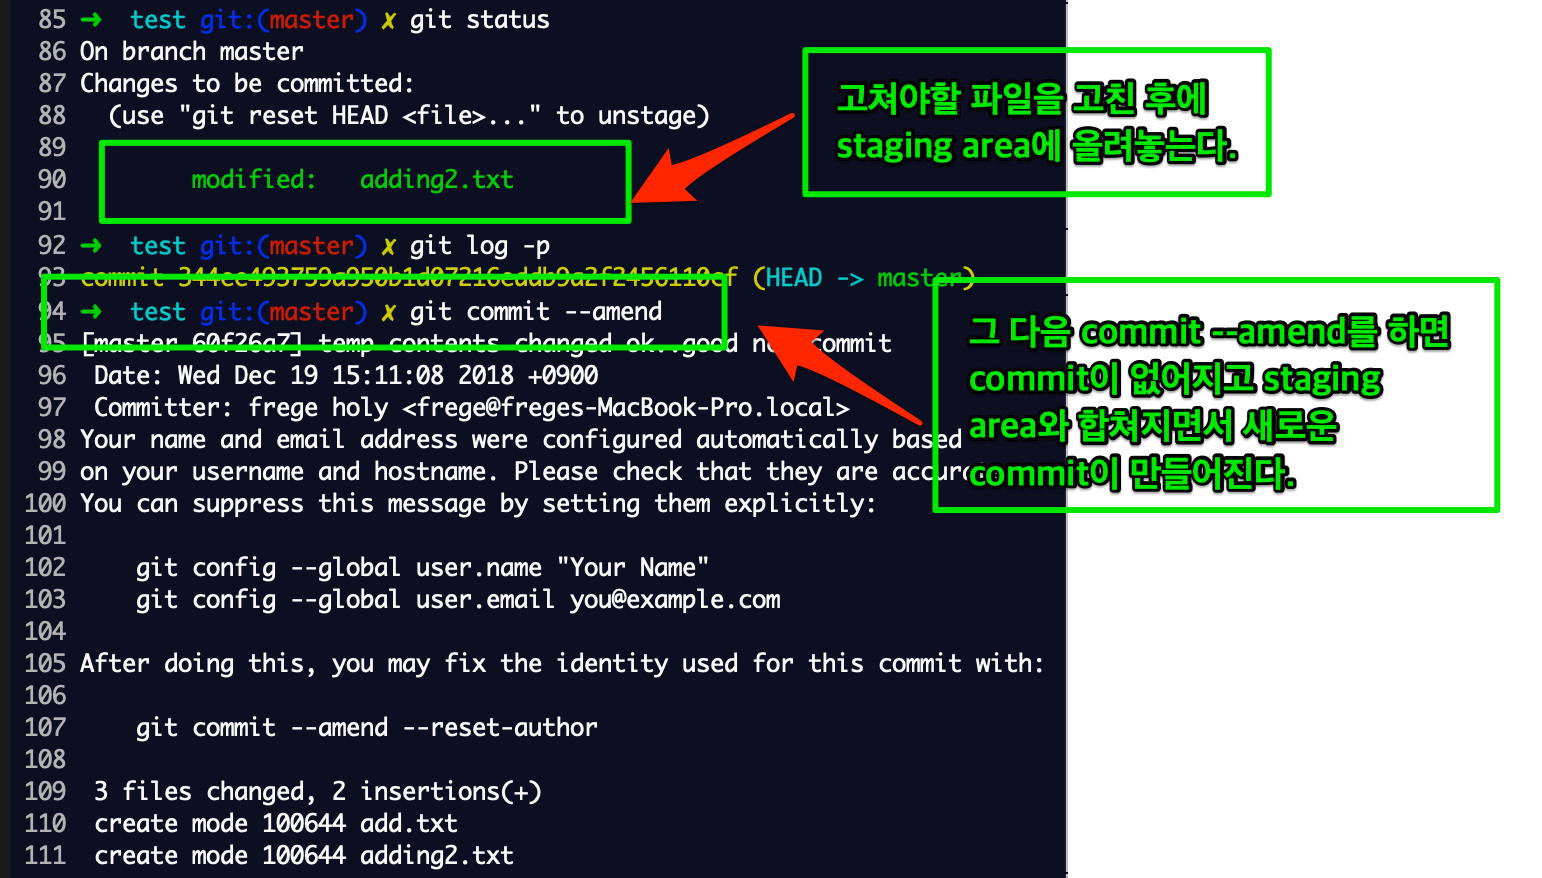 85 ➜ test git:(master) ✗ git status
86 On branch master
87 Changes to be committed:
88 (use "git reset HEAD <file>..." to unstage)
89
90 modified: adding2.txt
91
고쳐야할 파일을 고친 후에
staging area에 올려놓는다.
92 ➜ test git:(master) ✗ git log -p
93 commit (HEAD -> master)
94 ➜ test git:(master) ✗ git commit --amend
95 [master 60f26a7] temp contents changed ok..good commit
96 Date: Wed Dec 19 15:11:08 2018 +0900
97 Committer: frege holy <frege@freges-MacBook-Pro.local>
98 Your name and email address were configured automatically based
99 on your username and hostname. Please check that they are
100 You can suppress this message by setting them explicitly:
그 다음 commit --amend를 하면
commit이 없어지고 staging
area와 합쳐지면서 새로운
commit이 만들어진다.
101
102 git config --global user.name "Your Name"
103 git config --global user.email you@example.com
104
105 After doing this, you may fix the identity used for this commit with:
106
107 git commit --amend --reset-author
108
109 3 files changed, 2 insertions(+)
110 create mode 100644 add.txt
111 create mode 100644 adding2.txt